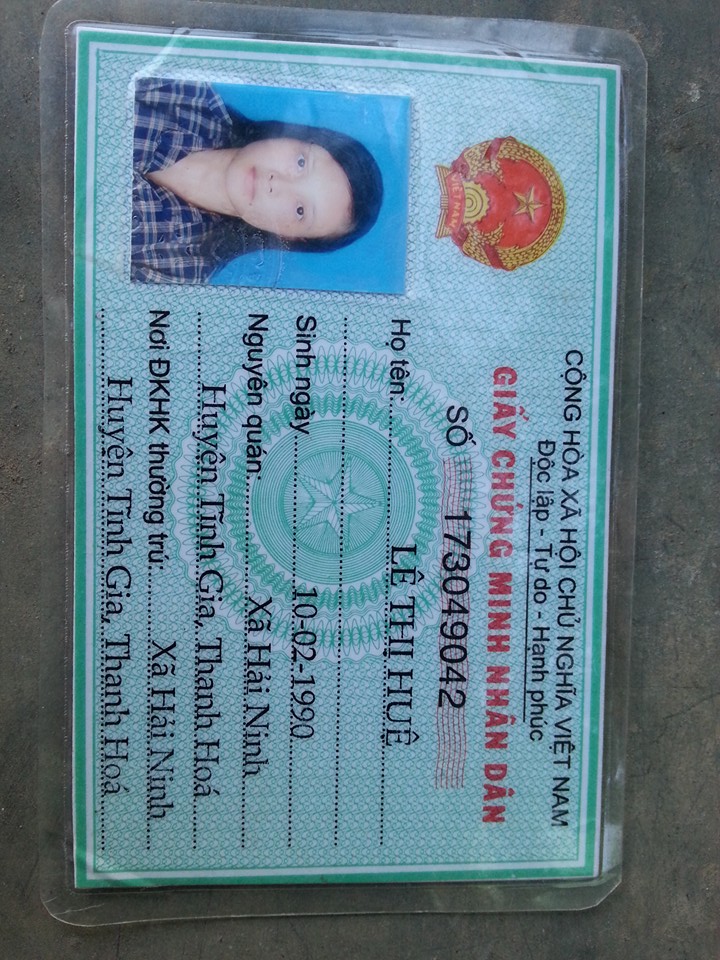 CỘNG HÒA XÃ HỘI CHỦ NGHĨA VIỆT NAM
Độc lập - Tự do - Hạnh phúc
GIẤY CHỨNG MINH NHÂN DÂN
VIỆT NAM
SỐ 173049042
Họ tên: LÊ THỊ HUÊ
Sinh ngày 10-02-1990
Nguyên quán: Xã Hải Ninh
Huyện Tĩnh Gia, Thanh Hoá
Nơi ĐKHK thường trú: Xã Hải Ninh
Huyện Tĩnh Gia, Thanh Hoá